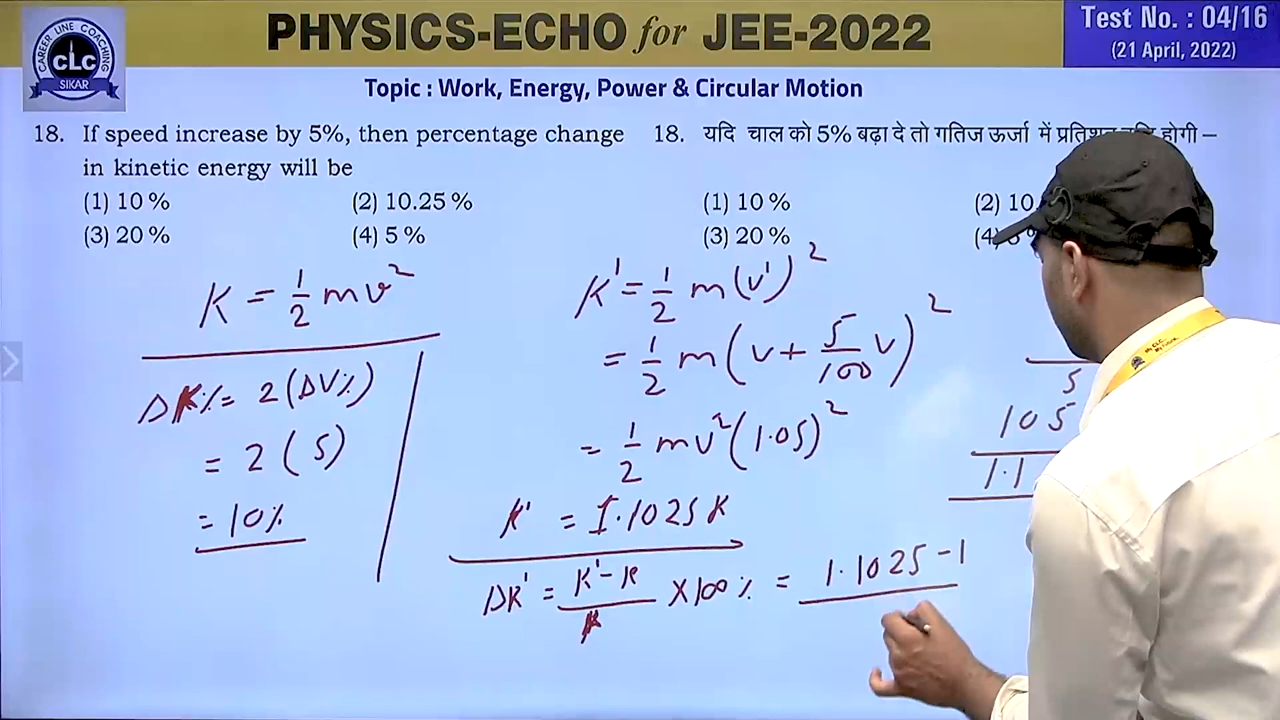 PHYSICS-ECHO for JEE-2022
Test No. : 04/16
(21 April, 2022)
CAREER LINE COACHING
CLC
SIKAR
Topic : Work, Energy, Power & Circular Motion
18. If speed increase by 5%, then percentage change
in kinetic energy will be
(1) 10 % (2) 10.25 %
(3) 20 % (4) 5 %
18. यदि चाल को 5% बढ़ा दे तो गतिज ऊर्जा में होगी –
(1) 10 % (2) 10.
(3) 20 % (4)
K = 1/2 mv²
ΔK% = 2(ΔV%)
= 2(5)
= 10%
K' = 1/2 m(v')²
= 1/2 m(v + 5/100 v)²
= 1/2 mv²(1.05)²
K' = 1.1025 K
ΔK' = K'-K/K × 100% = 1.1025 - 1
5
105
1.1